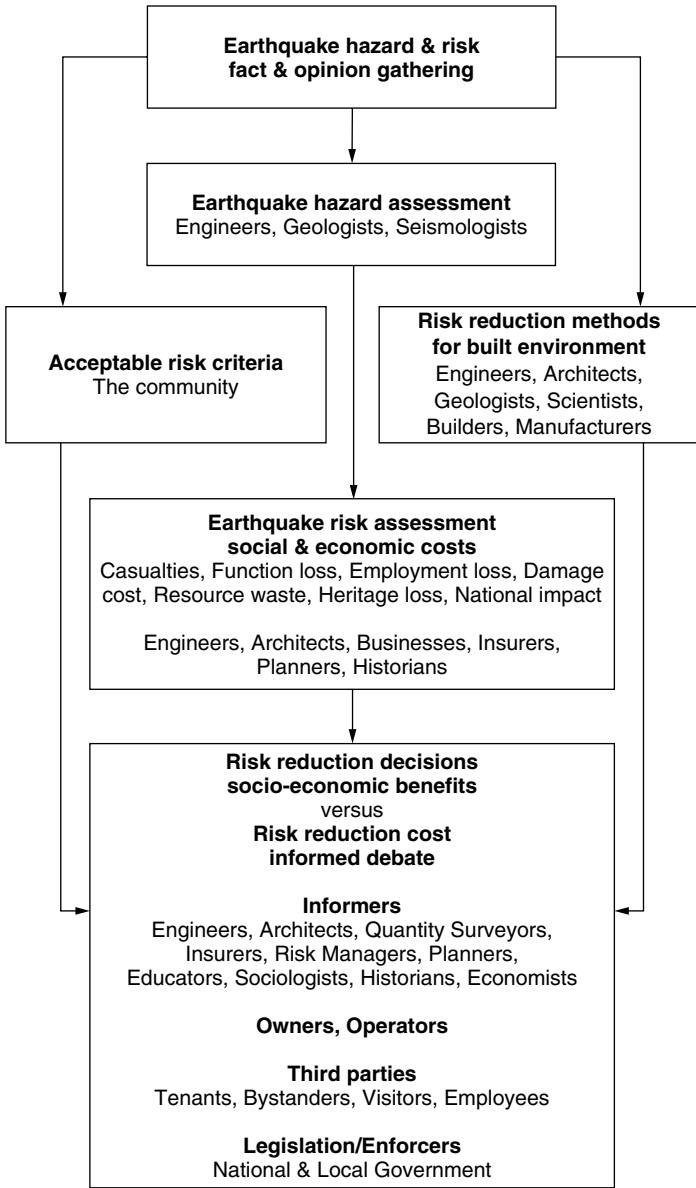 Earthquake hazard & risk
fact & opinion gathering
Earthquake hazard assessment
Engineers, Geologists, Seismologists
Acceptable risk criteria
The community
Risk reduction methods
for built environment
Engineers, Architects,
Geologists, Scientists,
Builders, Manufacturers
Earthquake risk assessment
social & economic costs
Casualties, Function loss, Employment loss, Damage
cost, Resource waste, Heritage loss, National impact
Engineers, Architects, Businesses, Insurers,
Planners, Historians
Risk reduction decisions
socio-economic benefits
versus
Risk reduction cost
informed debate
Informers
Engineers, Architects, Quantity Surveyors,
Insurers, Risk Managers, Planners,
Educators, Sociologists, Historians, Economists
Owners, Operators
Third parties
Tenants, Bystanders, Visitors, Employees
Legislation/Enforcers
National & Local Government